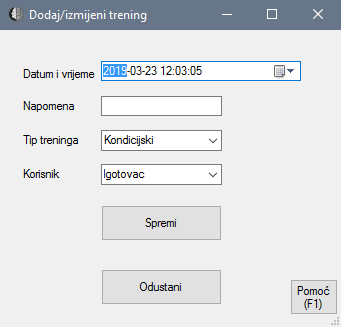 Dodaj/izmijeni trening
Datum i vrijeme 2019-03-23 12:03:05
Napomena
Tip treninga Kondicijski
Korisnik Igotovac
Spremi
Odustani
Pomoć
(F1)